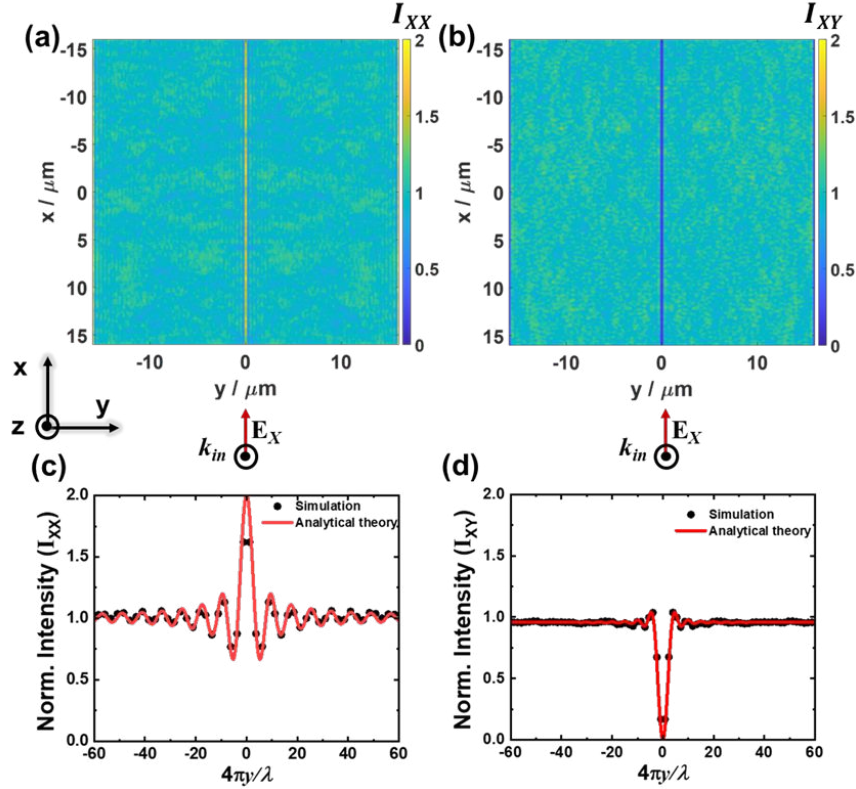 (a)
I_XX
-15
-10
-5
0
5
10
15
x / μm
-10
0
10
y / μm
2
1.5
1
0.5
0
(b)
I_XY
-15
-10
-5
0
5
10
15
x / μm
-10
0
10
y / μm
2
1.5
1
0.5
0
x
y
z
E_X
k_in
E_X
k_in
(c)
2.0
1.5
1.0
0.5
0.0
Norm. Intensity (I_XX)
Simulation
Analytical theory.
-60
-40
-20
0
20
40
60
4πy/λ
(d)
2.0
1.5
1.0
0.5
0.0
Norm. Intensity (I_XY)
Simulation
Analytical theory
-60
-40
-20
0
20
40
60
4πy/λ